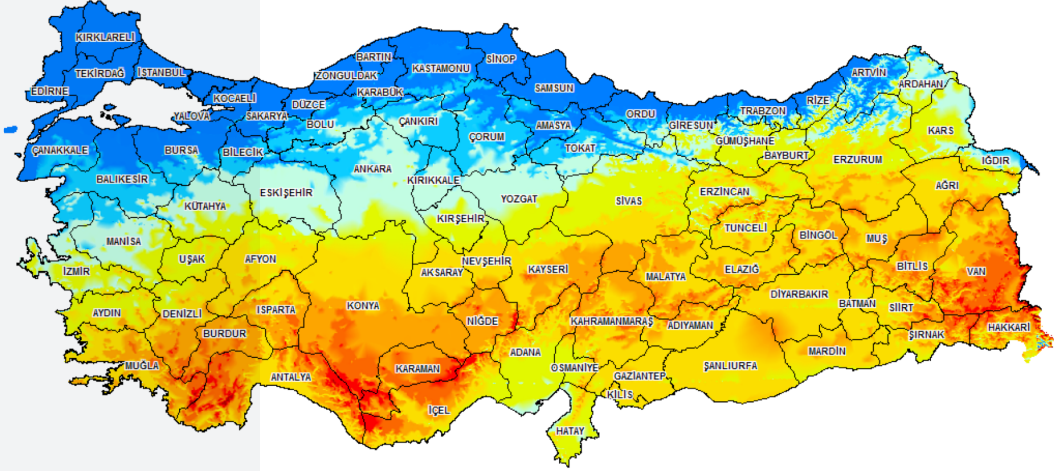 KIRKLARELİ
TEKİRDAĞ
İSTANBUL
EDİRNE
KOCAELİ
YALOVA
SAKARYA
DÜZCE
BOLU
ZONGULDAK
BARTIN
KARABÜK
KASTAMONU
SİNOP
SAMSUN
ÇANKIRI
ÇORUM
AMASYA
TOKAT
ORDU
GİRESUN
TRABZON
RİZE
ARTVİN
ARDAHAN
GÜMÜŞHANE
BAYBURT
ERZURUM
KARS
IĞDIR
AĞRI
ÇANAKKALE
BURSA
BİLECİK
BALIKESİR
KÜTAHYA
ESKİŞEHİR
ANKARA
KIRIKKALE
KIRŞEHİR
YOZGAT
SİVAS
ERZİNCAN
TUNCELİ
BİNGÖL
MUŞ
BİTLİS
VAN
MANİSA
İZMİR
UŞAK
AFYON
AKSARAY
NEVŞEHİR
KAYSERİ
MALATYA
ELAZIĞ
DİYARBAKIR
BATMAN
SİİRT
ŞIRNAK
HAKKARİ
AYDIN
DENİZLİ
ISPARTA
BURDUR
KONYA
NİĞDE
KAHRAMANMARAŞ
ADIYAMAN
MARDİN
ŞANLIURFA
MUĞLA
ANTALYA
KARAMAN
İÇEL
ADANA
OSMANİYE
GAZİANTEP
KİLİS
HATAY